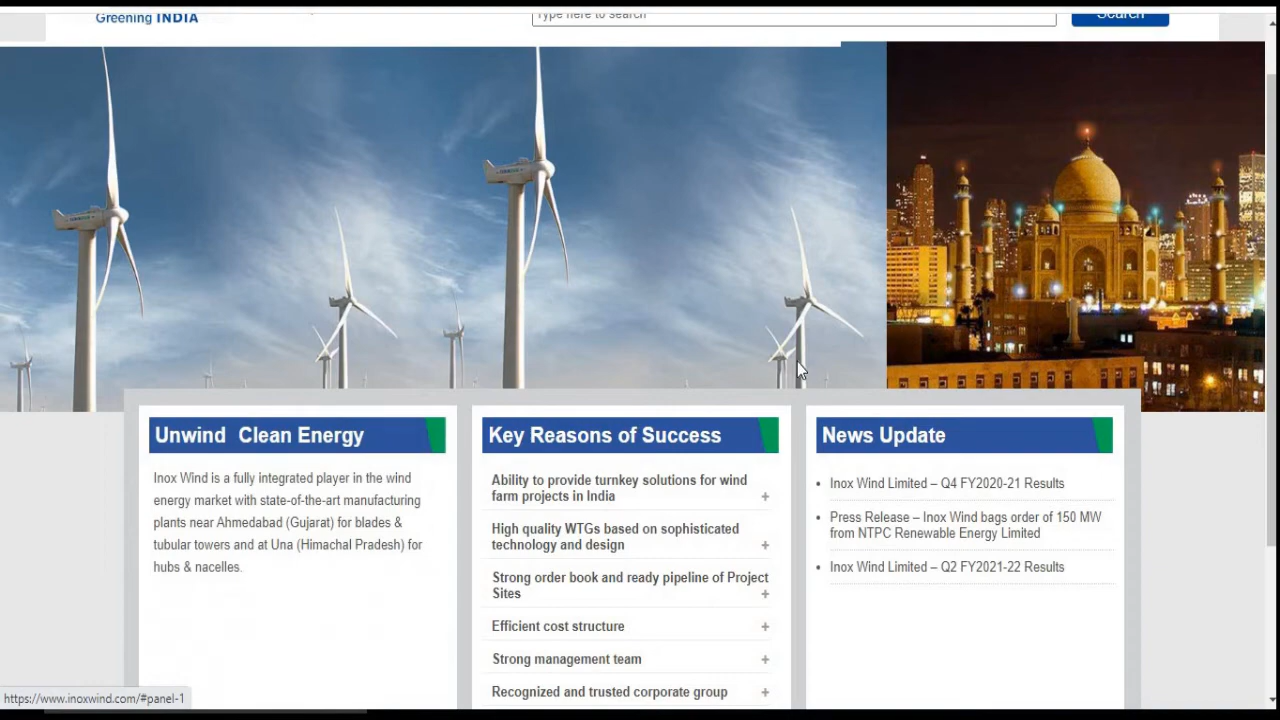 Greening INDIA
Type here to search
Search
Unwind Clean Energy
Inox Wind is a fully integrated player in the wind
energy market with state-of-the-art manufacturing
plants near Ahmedabad (Gujarat) for blades &
tubular towers and at Una (Himachal Pradesh) for
hubs & nacelles.
Key Reasons of Success
Ability to provide turnkey solutions for wind
farm projects in India +
High quality WTGs based on sophisticated
technology and design +
Strong order book and ready pipeline of Project
Sites +
Efficient cost structure +
Strong management team +
Recognized and trusted corporate group +
News Update
• Inox Wind Limited – Q4 FY2020-21 Results
• Press Release – Inox Wind bags order of 150 MW
from NTPC Renewable Energy Limited
• Inox Wind Limited – Q2 FY2021-22 Results
https://www.inoxwind.com/#panel-1